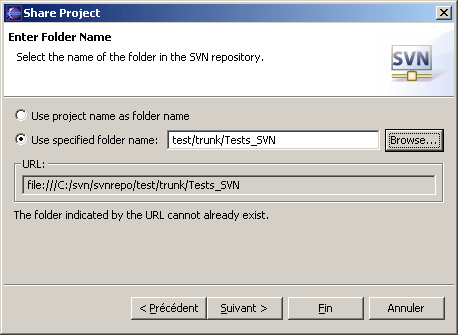 Share Project
Enter Folder Name
Select the name of the folder in the SVN repository.
SVN
Use project name as folder name
Use specified folder name: test/trunk/Tests_SVN Browse...
URL:
file:///C:/svn/svnrepo/test/trunk/Tests_SVN
The folder indicated by the URL cannot already exist.
< Précédent Suivant > Fin Annuler